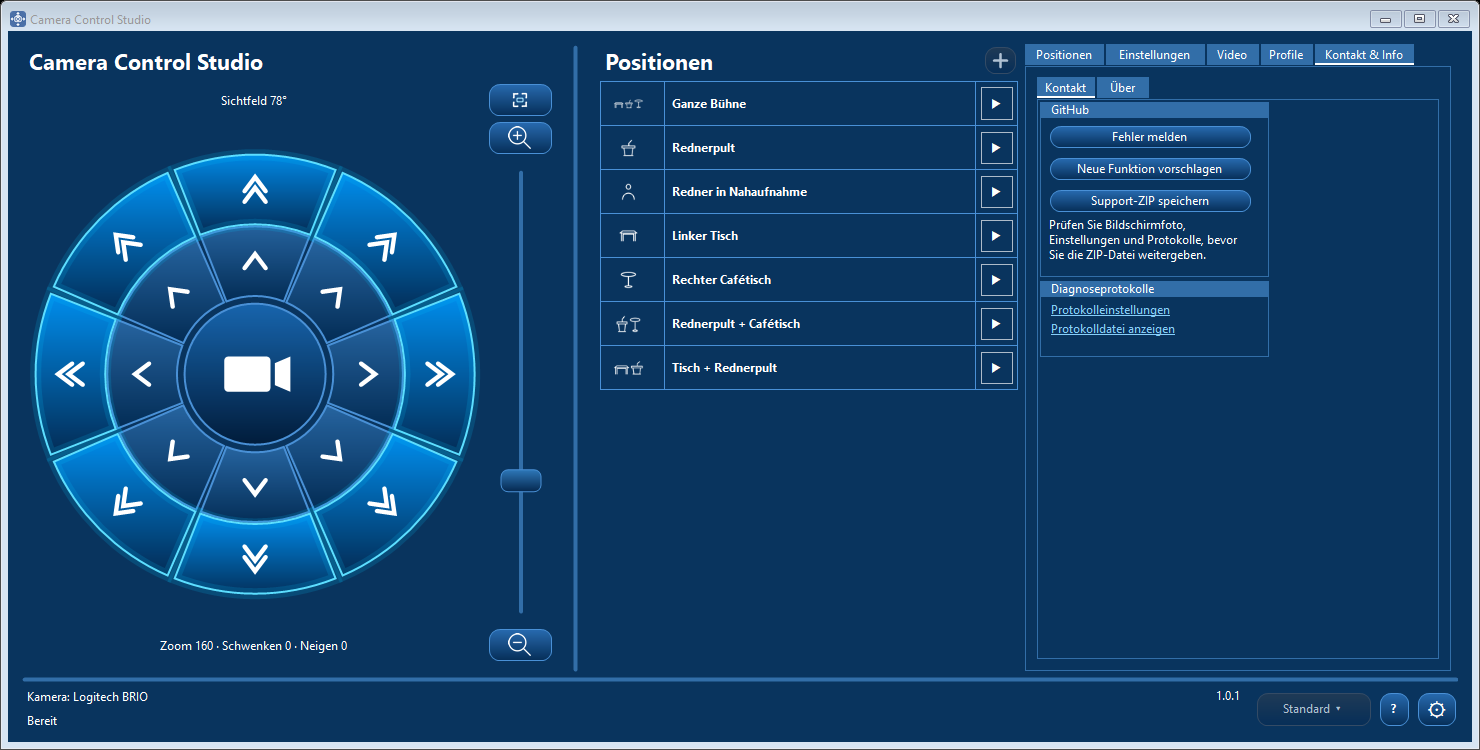 Camera Control Studio
Camera Control Studio
Sichtfeld 78°
Zoom 160 · Schwenken 0 · Neigen 0
Positionen
Ganze Bühne
Rednerpult
Redner in Nahaufnahme
Linker Tisch
Rechter Cafétisch
Rednerpult + Cafétisch
Tisch + Rednerpult
Positionen
Einstellungen
Video
Profile
Kontakt & Info
Kontakt
Über
GitHub
Fehler melden
Neue Funktion vorschlagen
Support-ZIP speichern
Prüfen Sie Bildschirmfoto,
Einstellungen und Protokolle, bevor
Sie die ZIP-Datei weitergeben.
Diagnoseprotokolle
Protokolleinstellungen
Protokolldatei anzeigen
Kamera: Logitech BRIO
Bereit
1.0.1
Standard
?